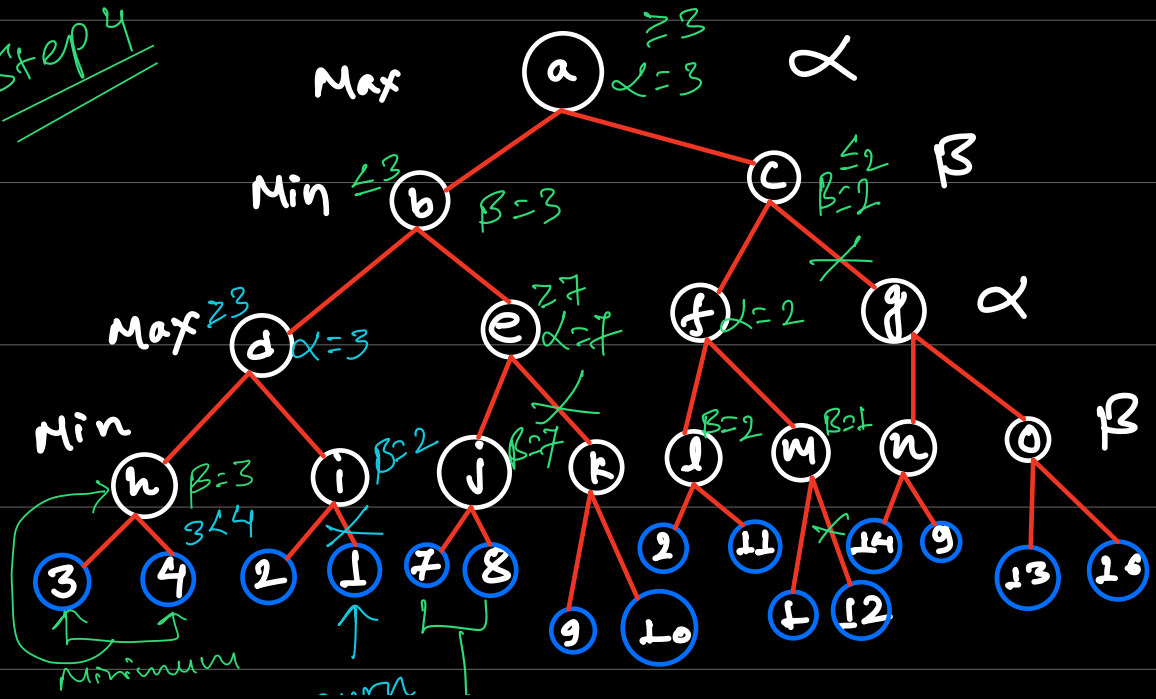 Step 4
≥3
Max
a
α=3
α
≤3
≤2
β
Min
b
β=3
c
β=2
≥3
≥7
Max
d
α=3
e
α=7
f
α=2
g
α
Min
h
β=3
i
β=2
j
β=7
k
l
β=2
m
β=1
n
o
β
3<4
3
4
2
1
7
8
2
11
14
9
13
16
9
10
1
12
Minimum